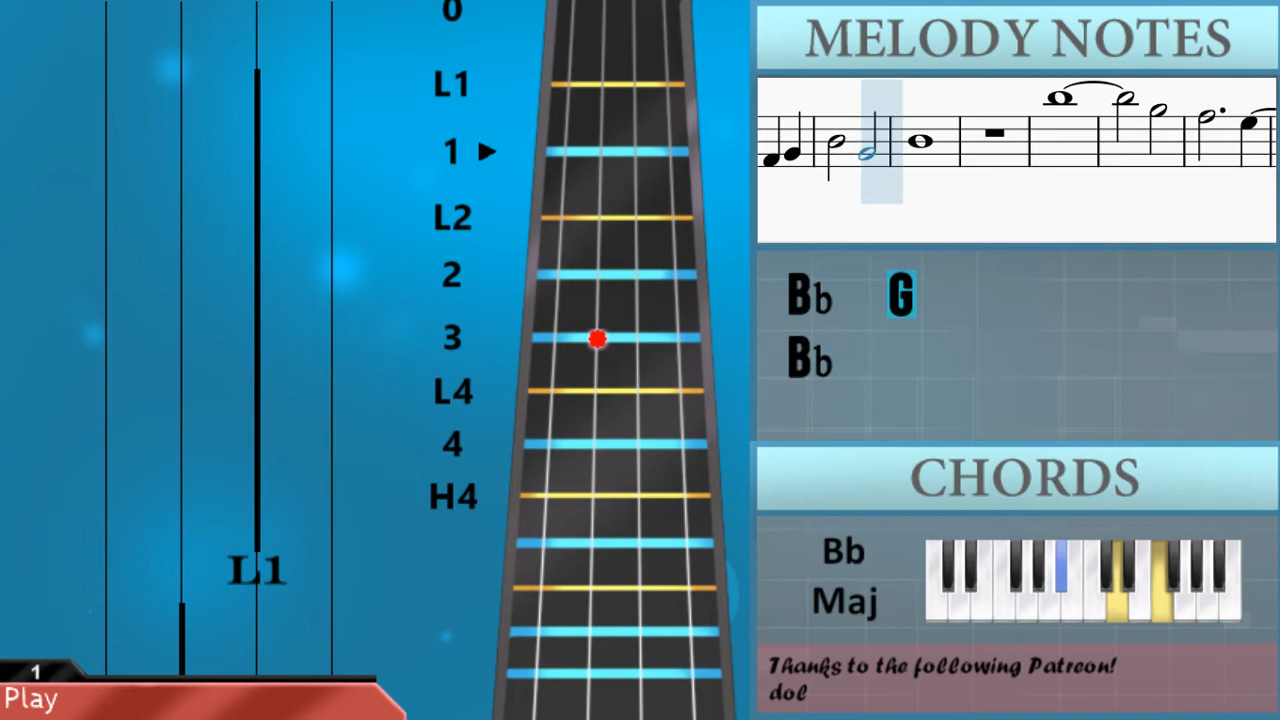 0
L1
1
L2
2
3
L4
4
H4
L1
1
Play
MELODY NOTES
Bb G
Bb
CHORDS
Bb
Maj
Thanks to the following Patreon!
dol